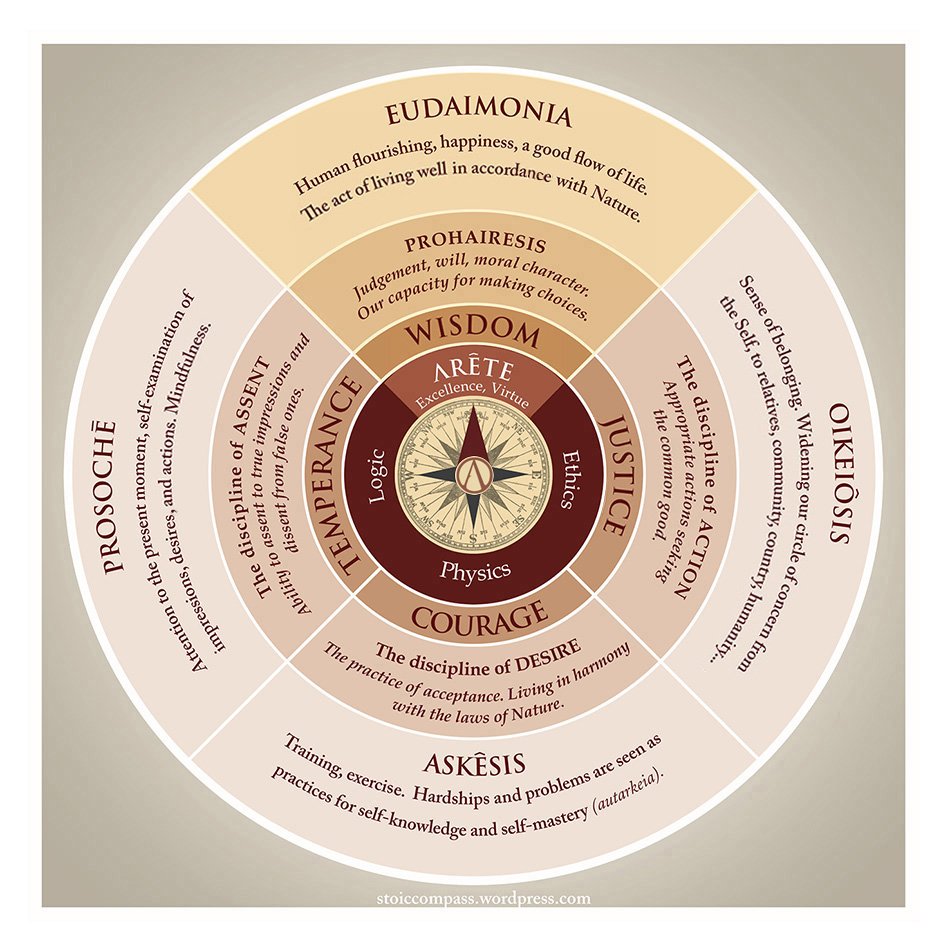 EUDAIMONIA
Human flourishing, happiness, a good flow of life.
The act of living well in accordance with Nature.
PROHAIRESIS
Judgement, will, moral character.
Our capacity for making choices.
WISDOM
ARÊTE
Excellence, Virtue
PROSOCHĒ
Attention to the present moment, self-examination of
impressions, desires, and actions. Mindfulness.
The discipline of ASSENT
Ability to assent to true impressions and
dissent from false ones.
TEMPERANCE
Logic
N
NE
E
SE
S
SW
W
Ethics
JUSTICE
The discipline of ACTION
Appropriate actions seeking
the common good.
OIKEIÔSIS
Sense of belonging. Widening our circle of concern from
the Self, to relatives, community, country, humanity...
Physics
COURAGE
The discipline of DESIRE
The practice of acceptance. Living in harmony
with the laws of Nature.
ASKÊSIS
Training, exercise. Hardships and problems are seen as
practices for self-knowledge and self-mastery (autarkeia).
stoiccompass.wordpress.com